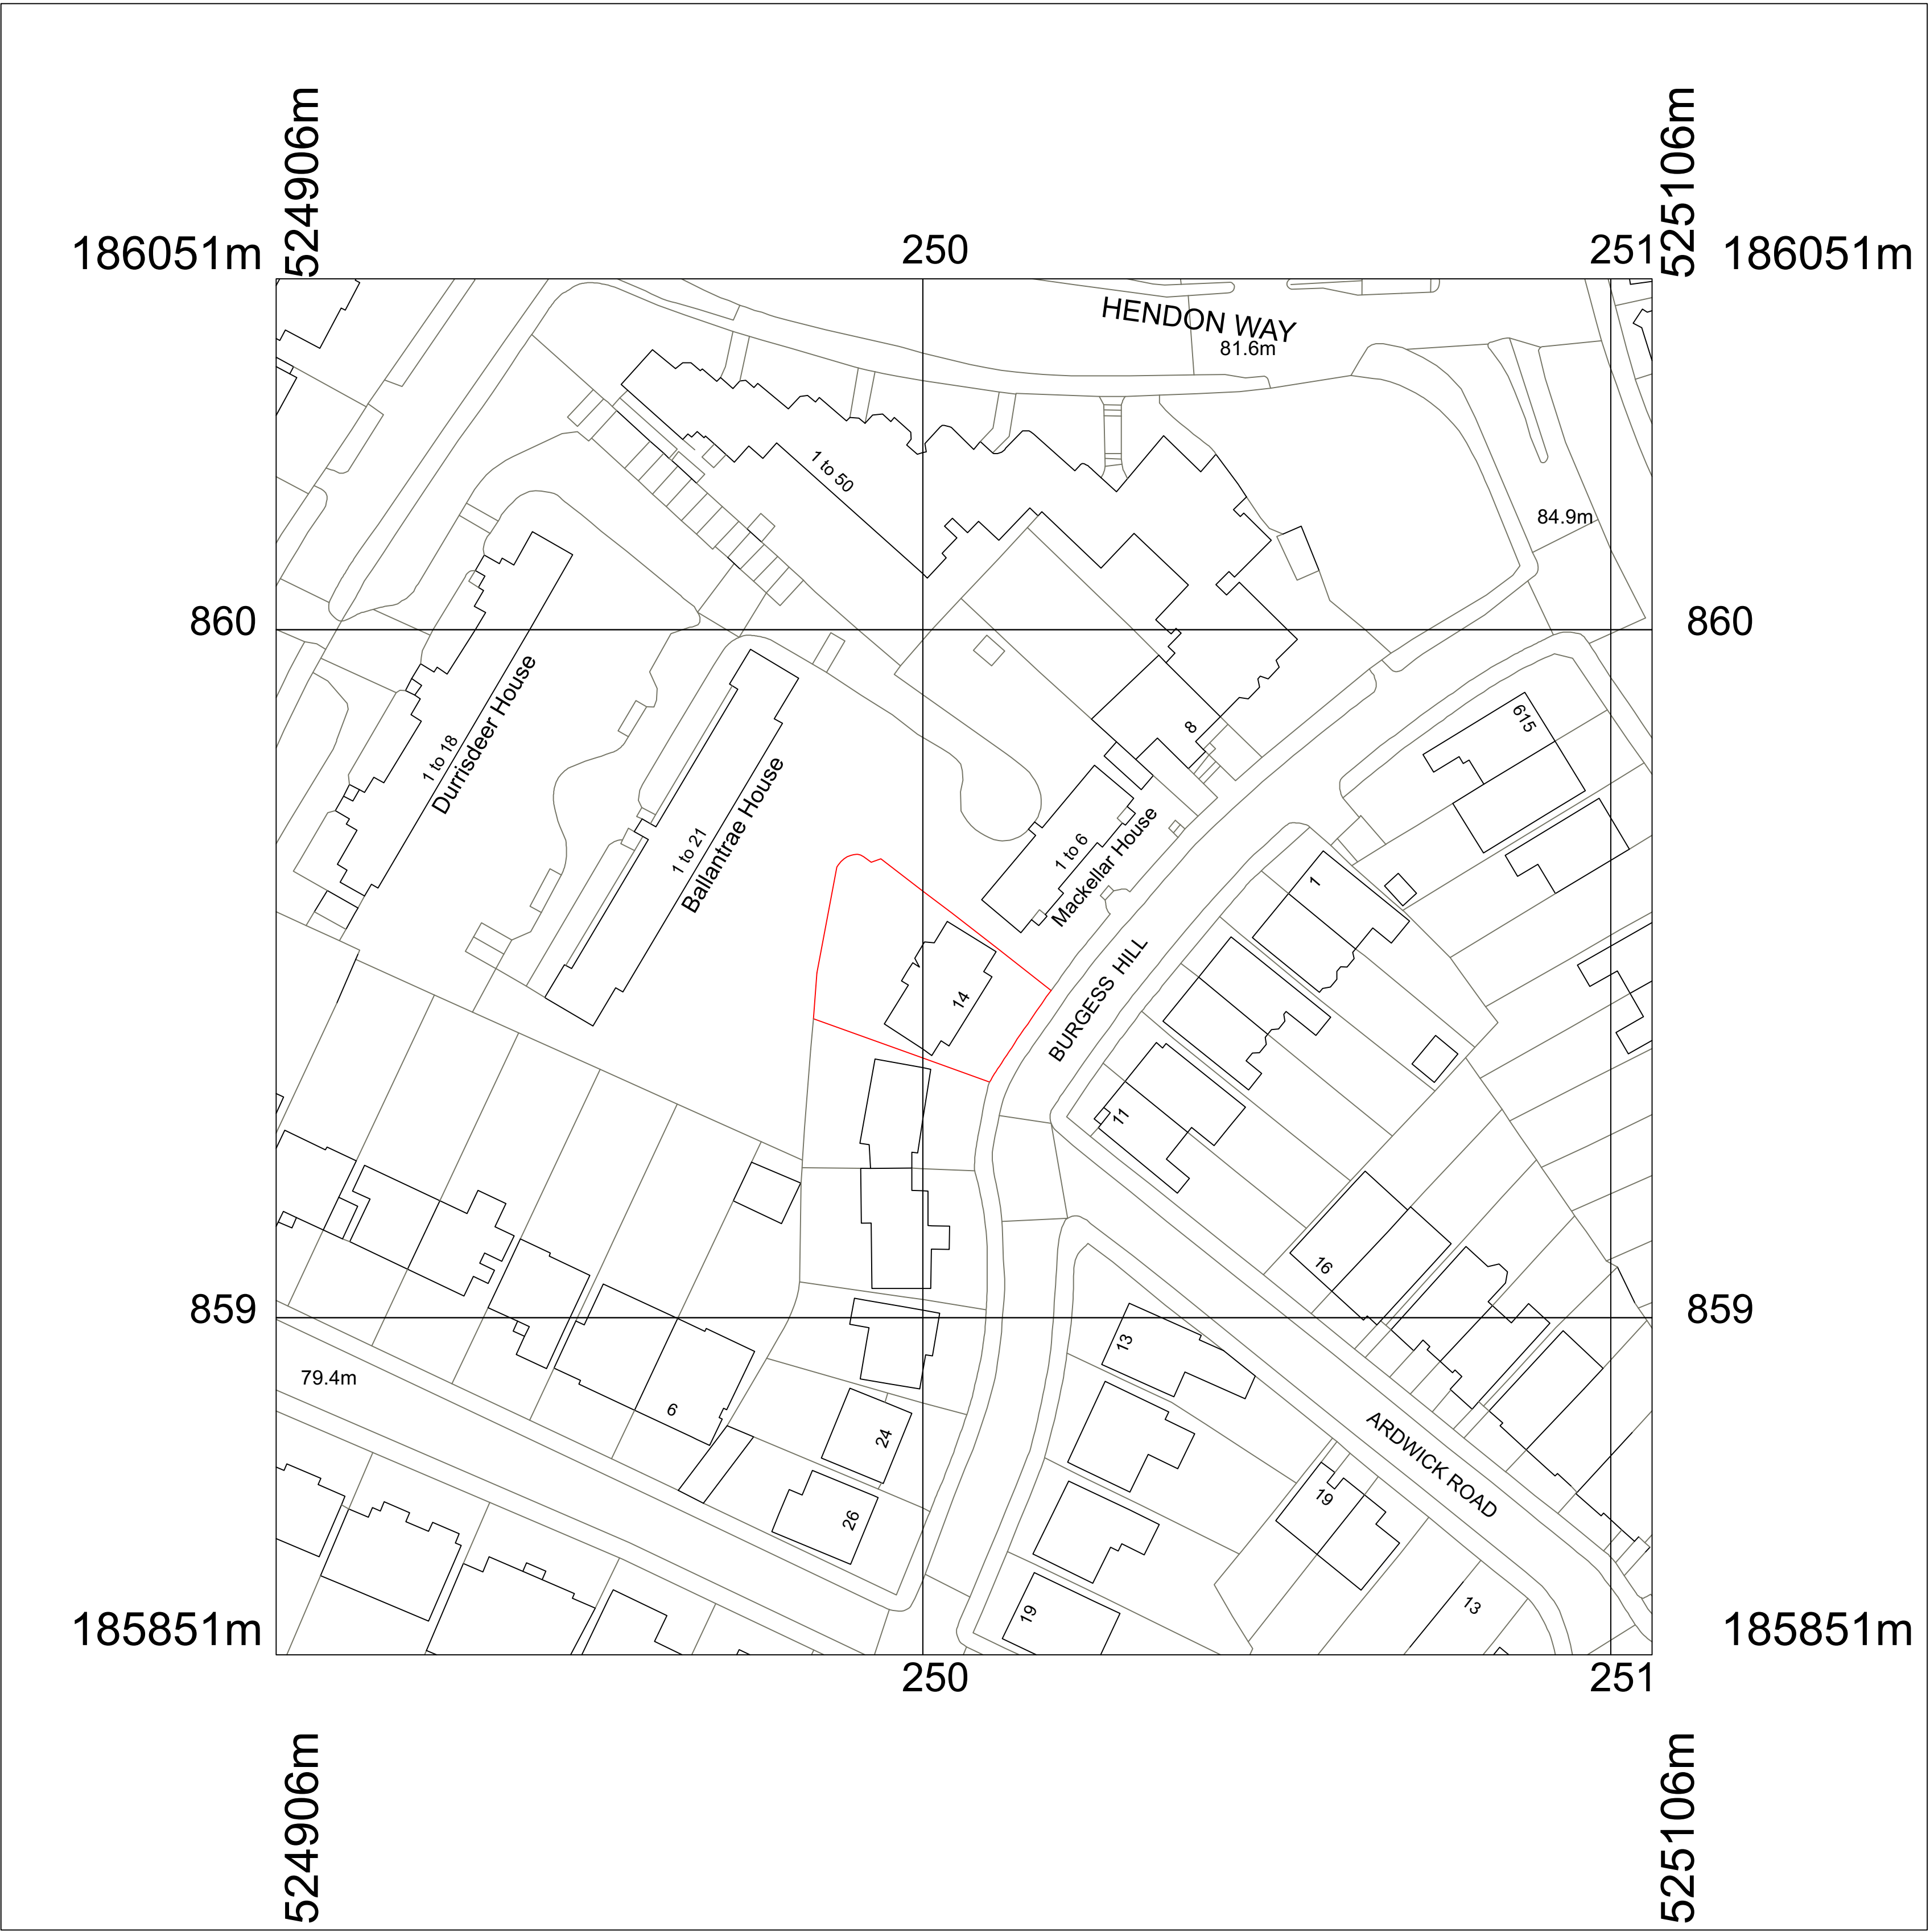 524906m
525106m
186051m
250
251
186051m
HENDON WAY
81.6m
1 to 50
84.9m
860
860
1 to 18
Durrisdeer House
8
615
1 to 21
Ballantrae House
1 to 6
Mackellar House
1
14
BURGESS HILL
11
16
859
859
13
79.4m
6
24
ARDWICK ROAD
26
19
19
13
185851m
185851m
250
251
524906m
525106m